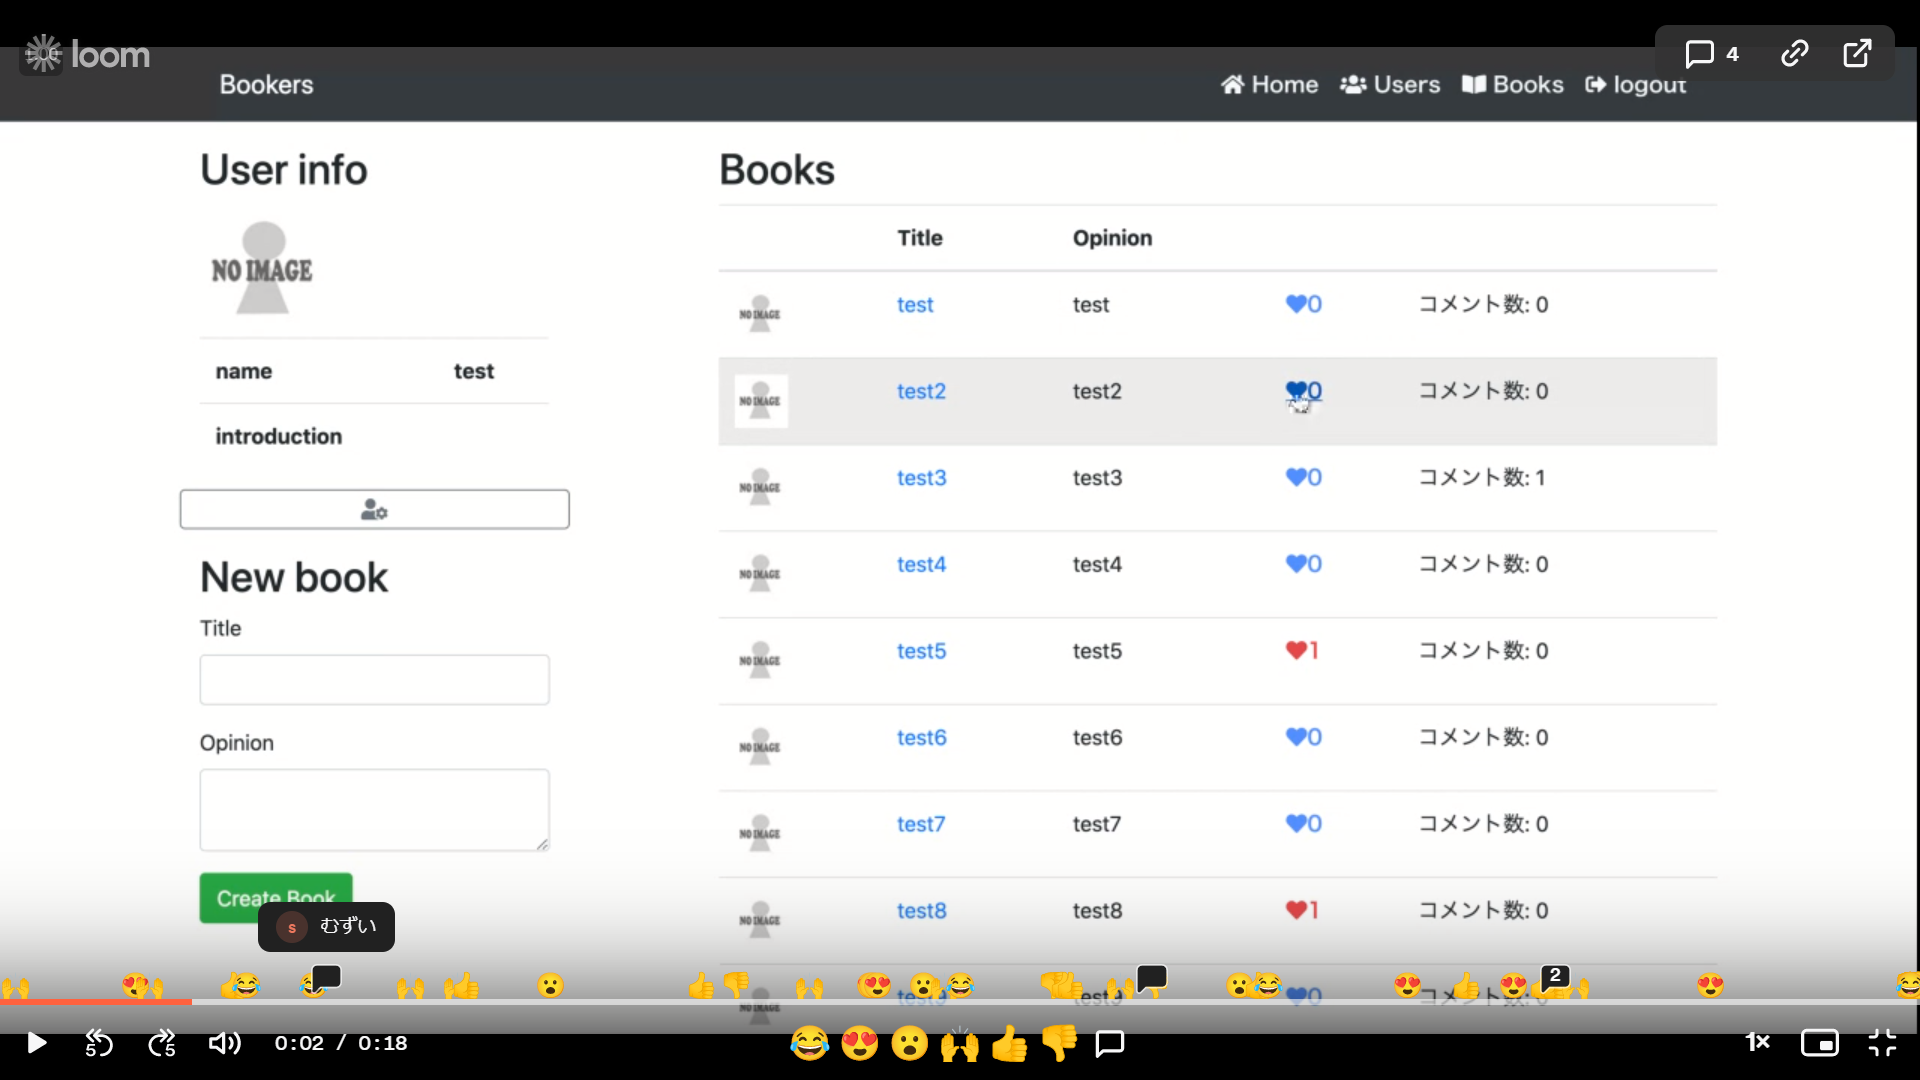 loom
4
Bookers
Home Users Books logout
User info
NO IMAGE
name test
introduction
New book
Title
Opinion
Create Book
Books
Title Opinion
NO IMAGE test test 0 コメント数: 0
NO IMAGE test2 test2 0 コメント数: 0
NO IMAGE test3 test3 0 コメント数: 1
NO IMAGE test4 test4 0 コメント数: 0
NO IMAGE test5 test5 1 コメント数: 0
NO IMAGE test6 test6 0 コメント数: 0
NO IMAGE test7 test7 0 コメント数: 0
NO IMAGE test8 test8 1 コメント数: 0
s むずい
2
5 5 0:02 / 0:18
1×